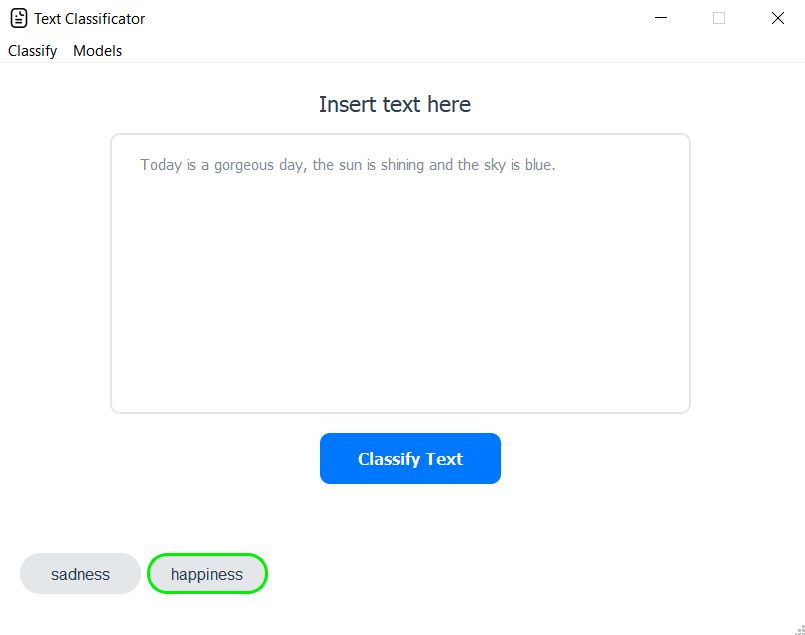 Text Classificator
Classify Models
Insert text here
Today is a gorgeous day, the sun is shining and the sky is blue.
Classify Text
sadness happiness